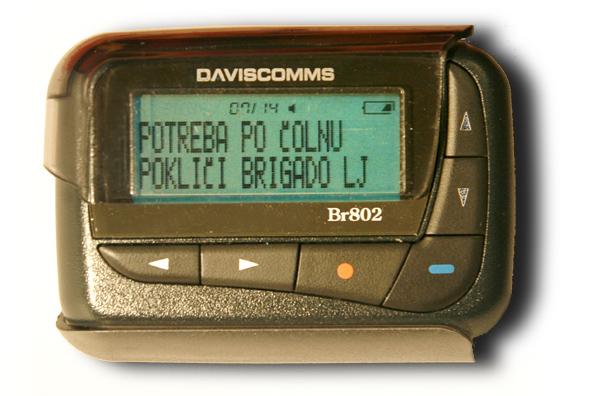 DAVISCOMMS
07/14
POTREBA PO ČOLNU
POKLIČI BRIGADO LJ
Br802